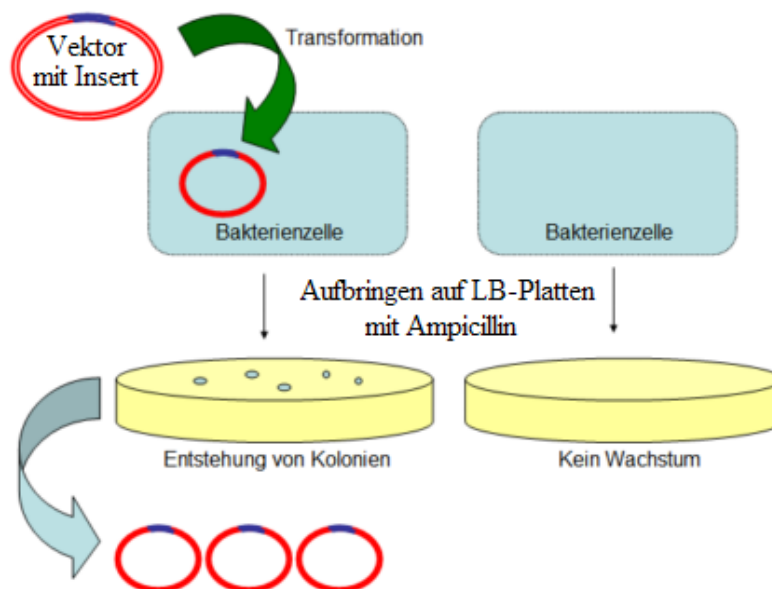 Vektor
mit Insert
Transformation
Bakterienzelle
Bakterienzelle
Aufbringen auf LB-Platten
mit Ampicillin
Entstehung von Kolonien
Kein Wachstum